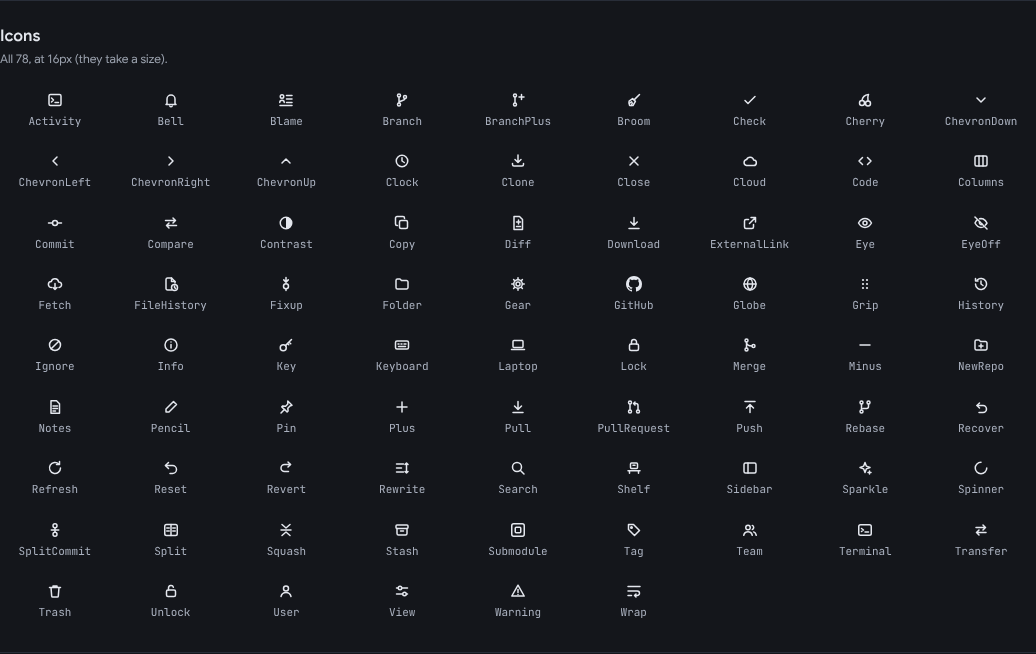 Icons
All 78, at 16px (they take a size).
Activity Bell Blame Branch BranchPlus Broom Check Cherry ChevronDown
ChevronLeft ChevronRight ChevronUp Clock Clone Close Cloud Code Columns
Commit Compare Contrast Copy Diff Download ExternalLink Eye EyeOff
Fetch FileHistory Fixup Folder Gear GitHub Globe Grip History
Ignore Info Key Keyboard Laptop Lock Merge Minus NewRepo
Notes Pencil Pin Plus Pull PullRequest Push Rebase Recover
Refresh Reset Revert Rewrite Search Shelf Sidebar Sparkle Spinner
SplitCommit Split Squash Stash Submodule Tag Team Terminal Transfer
Trash Unlock User View Warning Wrap